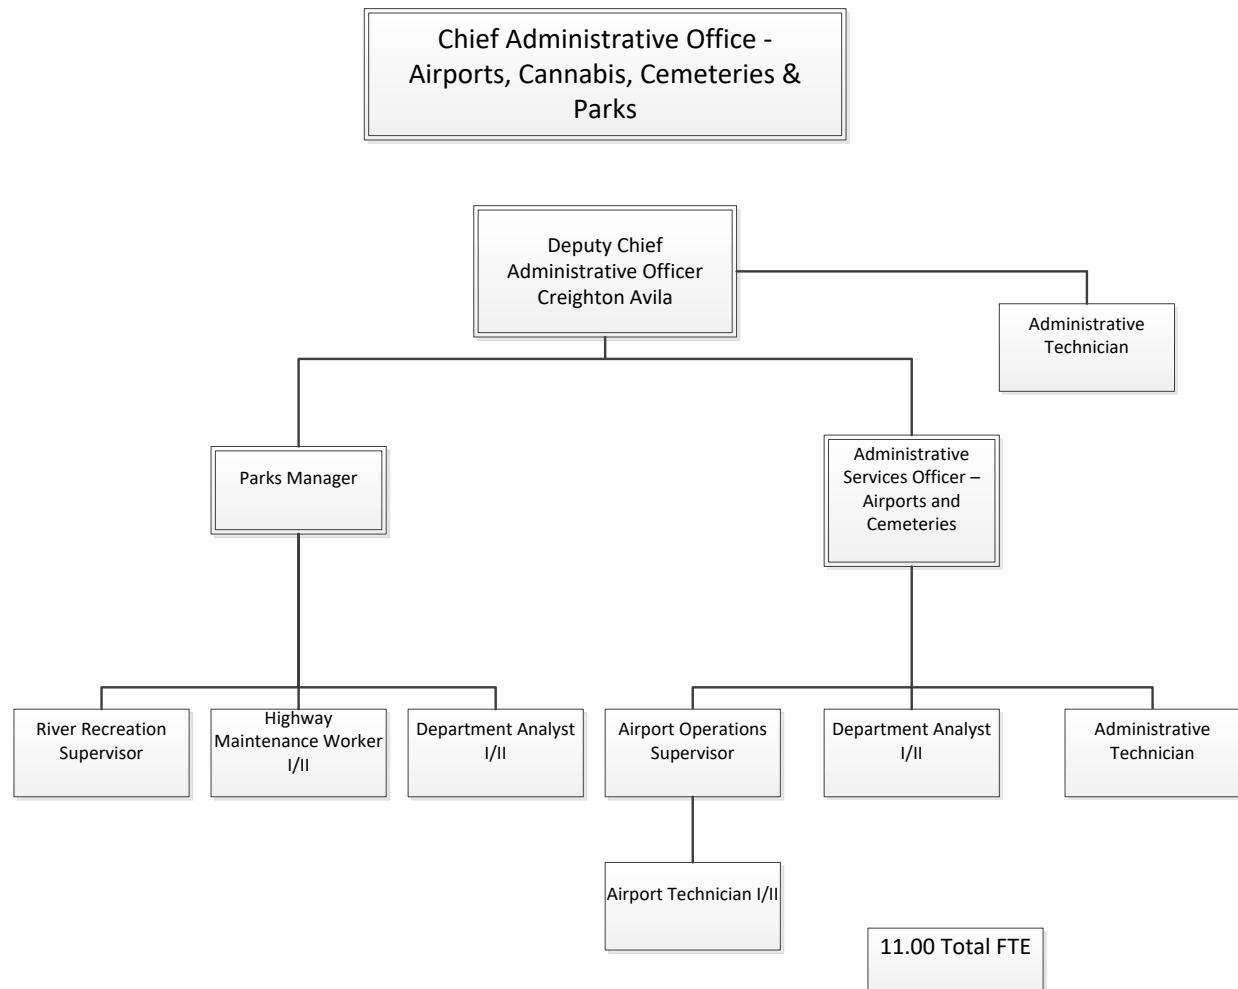 Chief Administrative Office -
Airports, Cannabis, Cemeteries &
Parks
Deputy Chief
Administrative Officer
Creighton Avila
Administrative
Technician
Parks Manager
Administrative
Services Officer –
Airports and
Cemeteries
River Recreation
Supervisor
Highway
Maintenance Worker
I/II
Department Analyst
I/II
Airport Operations
Supervisor
Department Analyst
I/II
Administrative
Technician
Airport Technician I/II
11.00 Total FTE